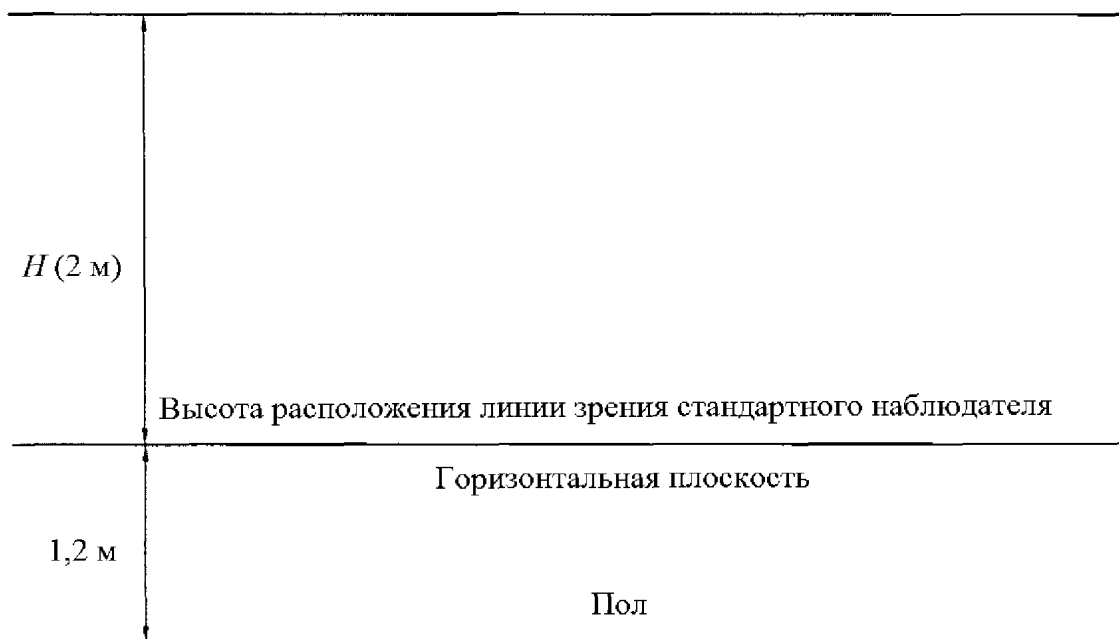 H (2 м)
Высота расположения линии зрения стандартного наблюдателя
Горизонтальная плоскость
1,2 м
Пол